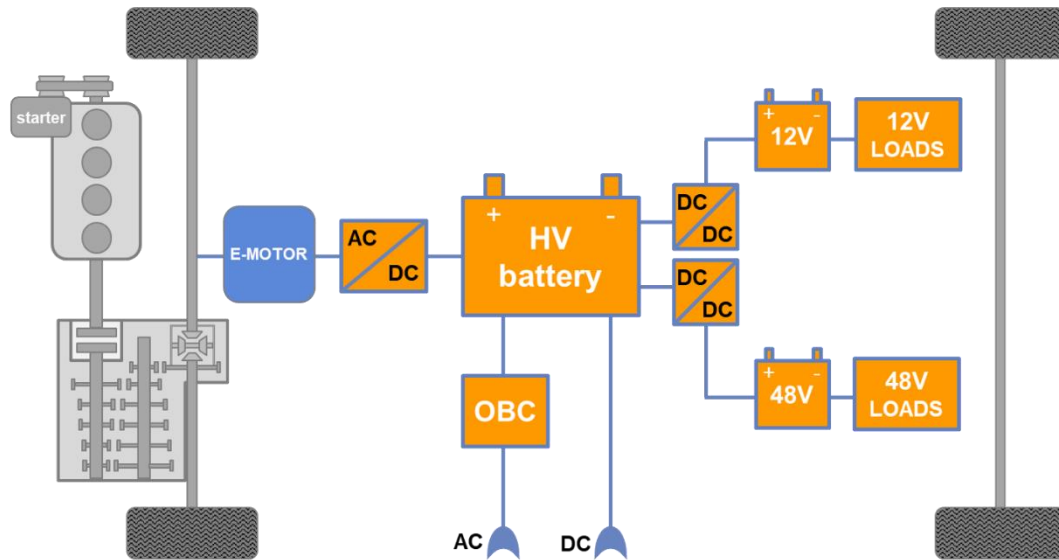 starter
E-MOTOR
AC
DC
+ -
HV
battery
DC
DC
DC
DC
+ -
12V
12V
LOADS
+ -
48V
48V
LOADS
OBC
AC
DC